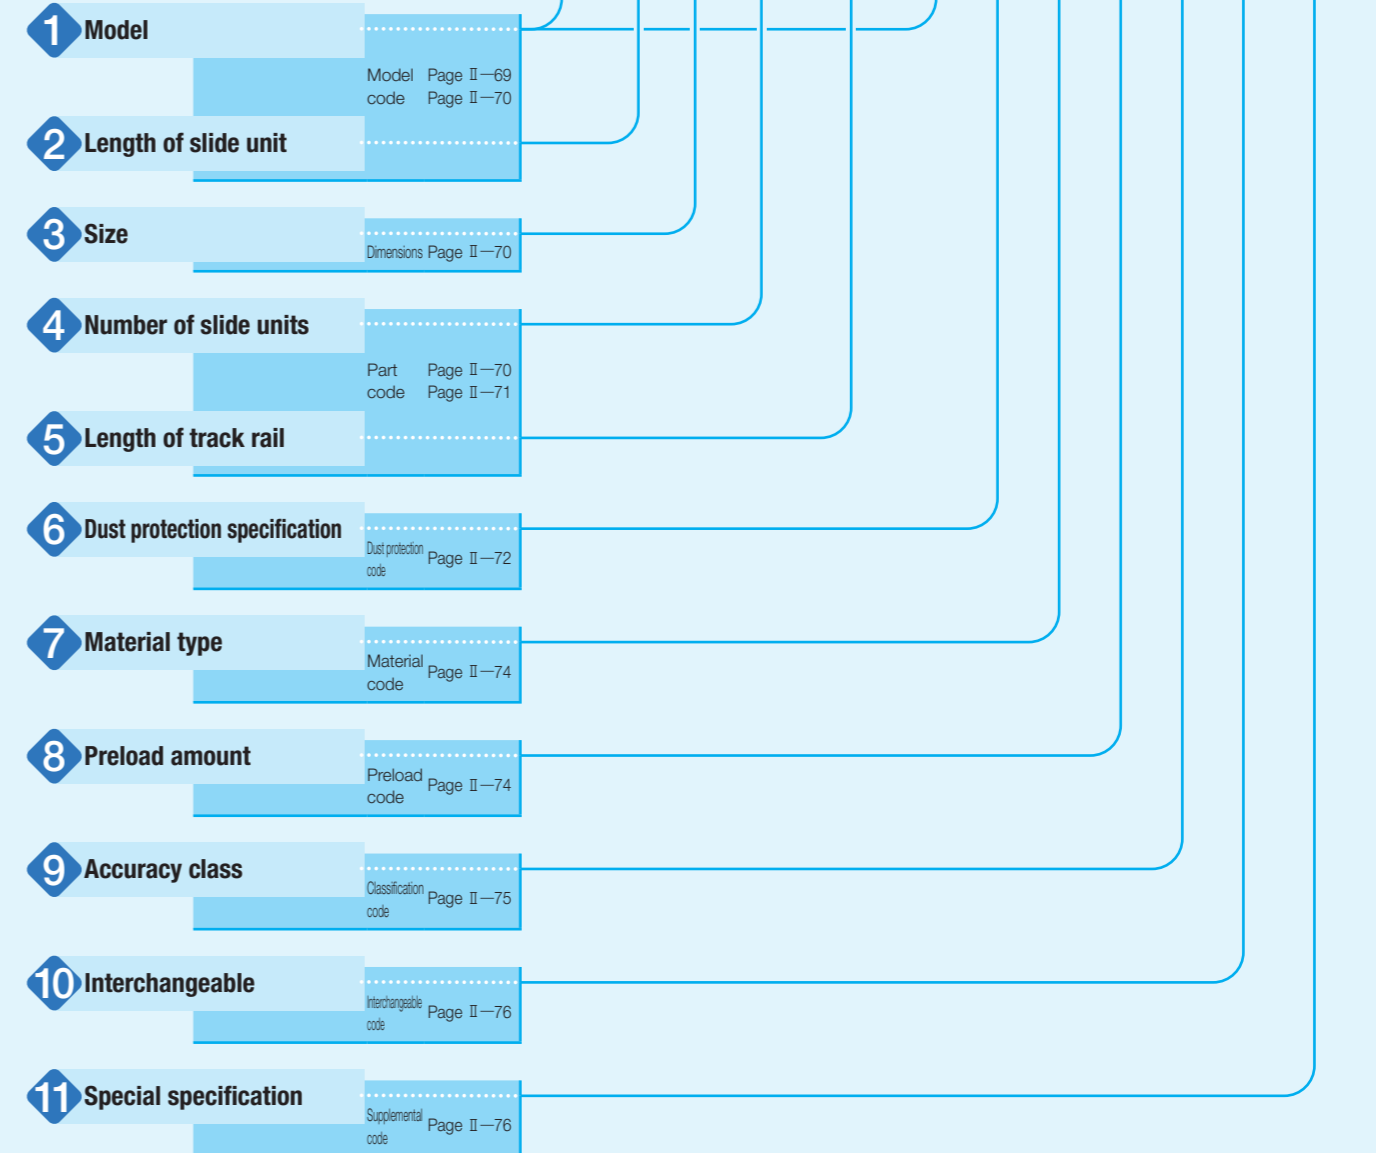 1 Model
Model Page Ⅱ—69
code Page Ⅱ—70
2 Length of slide unit
3 Size
Dimensions Page Ⅱ—70
4 Number of slide units
Part Page Ⅱ—70
code Page Ⅱ—71
5 Length of track rail
6 Dust protection specification
Dust protection
code
Page Ⅱ—72
7 Material type
Material
code
Page Ⅱ—74
8 Preload amount
Preload
code
Page Ⅱ—74
9 Accuracy class
Classification
code
Page Ⅱ—75
10 Interchangeable
Interchangeable
code
Page Ⅱ—76
11 Special specification
Supplemental
code
Page Ⅱ—76